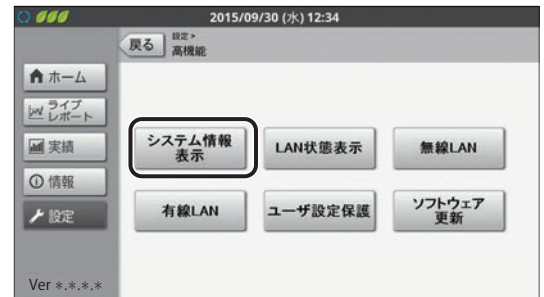 2015/09/30 (水) 12:34
戻る
設定>
高機能
ホーム
ライブ
レポート
実績
情報
設定
システム情報
表示
LAN状態表示
無線LAN
有線LAN
ユーザ設定保護
ソフトウェア
更新
Ver *.*.*.*